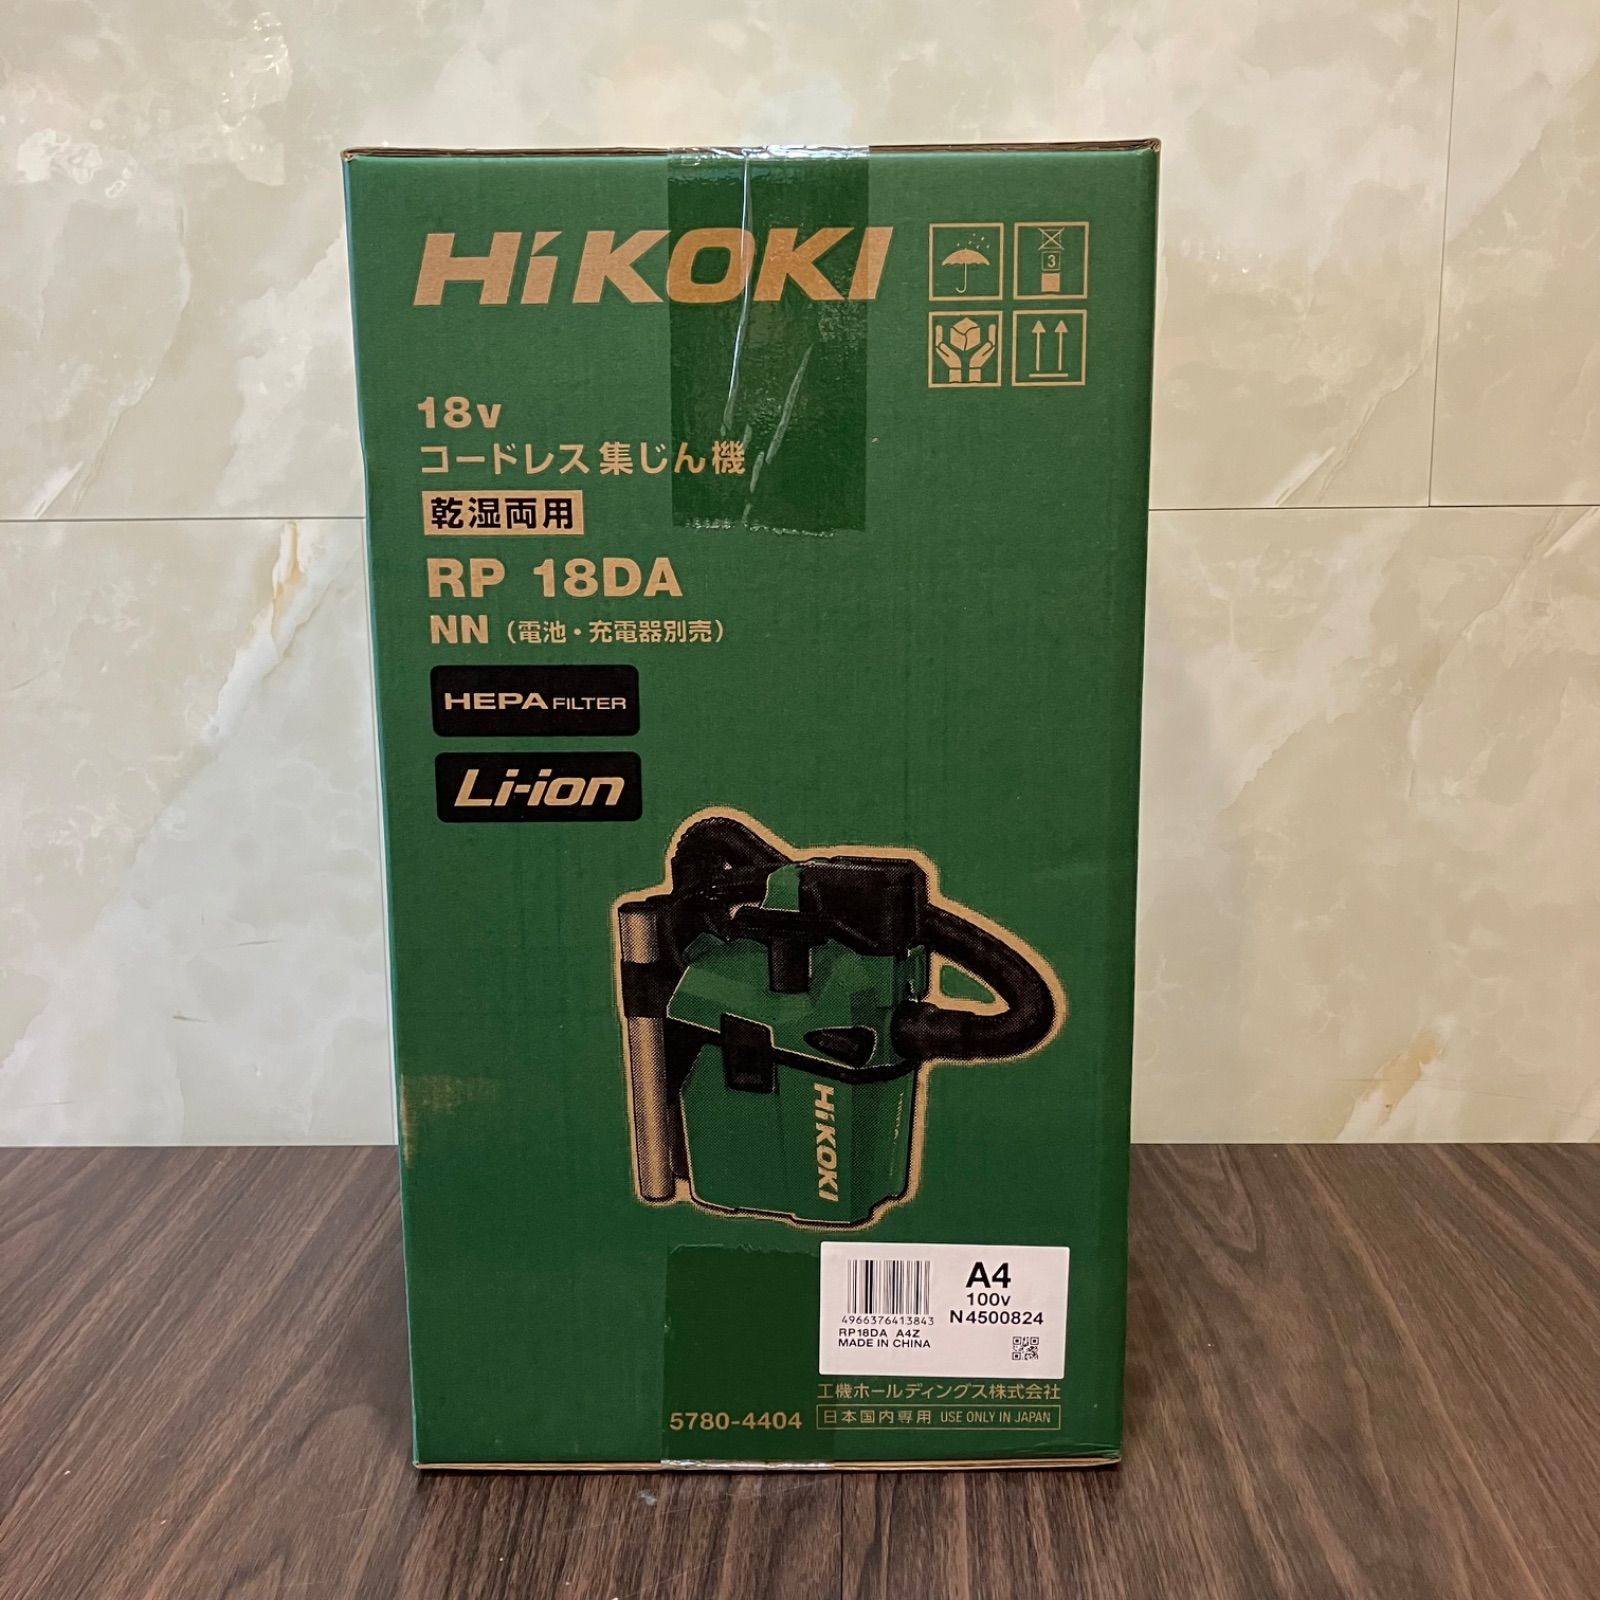 HiKOKI
3
18v
コードレス 集じん機
乾湿両用
RP 18DA
NN（電池・充電器別売）
HEPA FILTER
Li-ion
HiKOKI
A4
100v
4966376413843
N4500824
RP18DA A4Z
MADE IN CHINA
工機ホールディングス株式会社
5780-4404
日本国内専用 USE ONLY IN JAPAN